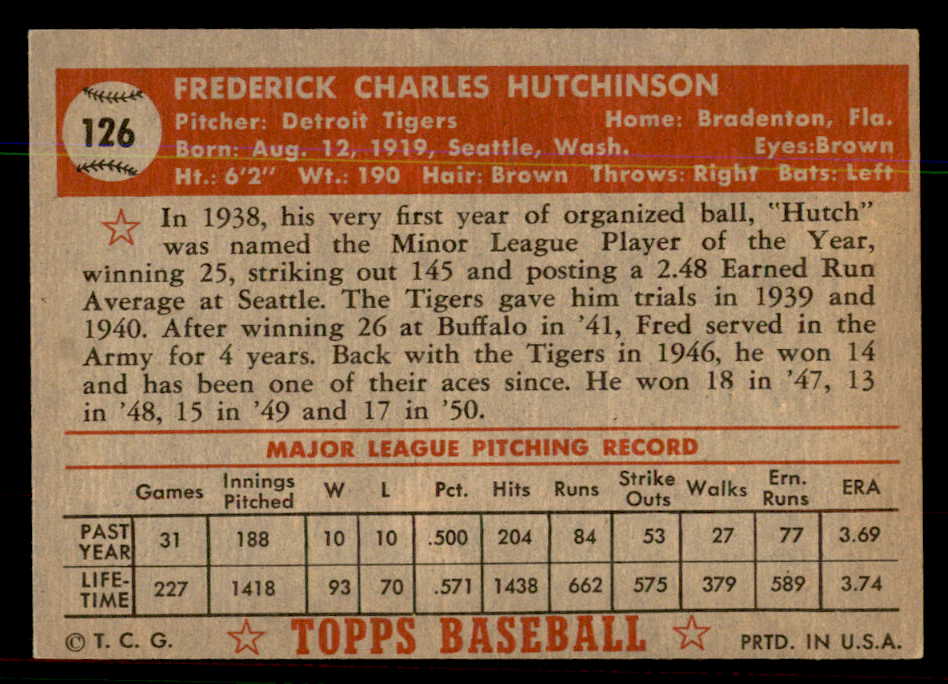 126
FREDERICK CHARLES HUTCHINSON
Pitcher: Detroit Tigers Home: Bradenton, Fla.
Born: Aug. 12, 1919, Seattle, Wash. Eyes:Brown
Ht.: 6'2" Wt.: 190 Hair: Brown Throws: Right Bats: Left
In 1938, his very first year of organized ball, "Hutch"
was named the Minor League Player of the Year,
winning 25, striking out 145 and posting a 2.48 Earned Run
Average at Seattle. The Tigers gave him trials in 1939 and
1940. After winning 26 at Buffalo in '41, Fred served in the
Army for 4 years. Back with the Tigers in 1946, he won 14
and has been one of their aces since. He won 18 in '47, 13
in '48, 15 in '49 and 17 in '50.
MAJOR LEAGUE PITCHING RECORD
Games Innings Pitched W L Pct. Hits Runs Strike Outs Walks Ern. Runs ERA
PAST YEAR 31 188 10 10 .500 204 84 53 27 77 3.69
LIFE-TIME 227 1418 93 70 .571 1438 662 575 379 589 3.74
© T. C. G. TOPPS BASEBALL PRTD. IN U.S.A.